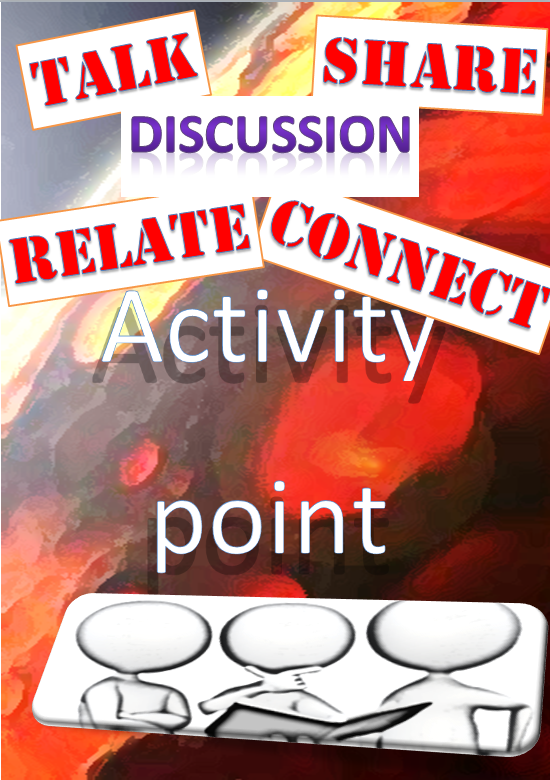 TALK
SHARE
DISCUSSION
RELATE
CONNECT
Activity
point